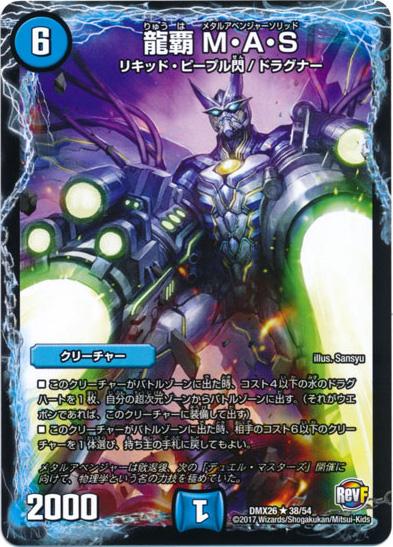 6
りゅう は メタルアベンジャーソリッド
龍覇 M・A・S
リキッド・ピープル閃/ドラグナー
illus. Sansyu
クリーチャー
■このクリーチャーがバトルゾーンに出た時、コスト4以下の水のドラグ
ハートを1枚、自分の超次元ゾーンからバトルゾーンに出す。(それがウエ
ポンであれば、このクリーチャーに装備して出す)
■このクリーチャーがバトルゾーンに出た時、相手のコスト6以下のクリー
チャーを1体選び、持ち主の手札に戻してもよい。
メタルアベンジャーは敗退後、次の「デュエル・マスターズ」開催に
向けて、物理学という名の力技を極めていた。
RevF
2000
1
DMX26 ★ 38/54
©2017 Wizards/Shogakukan/Mitsui-Kids